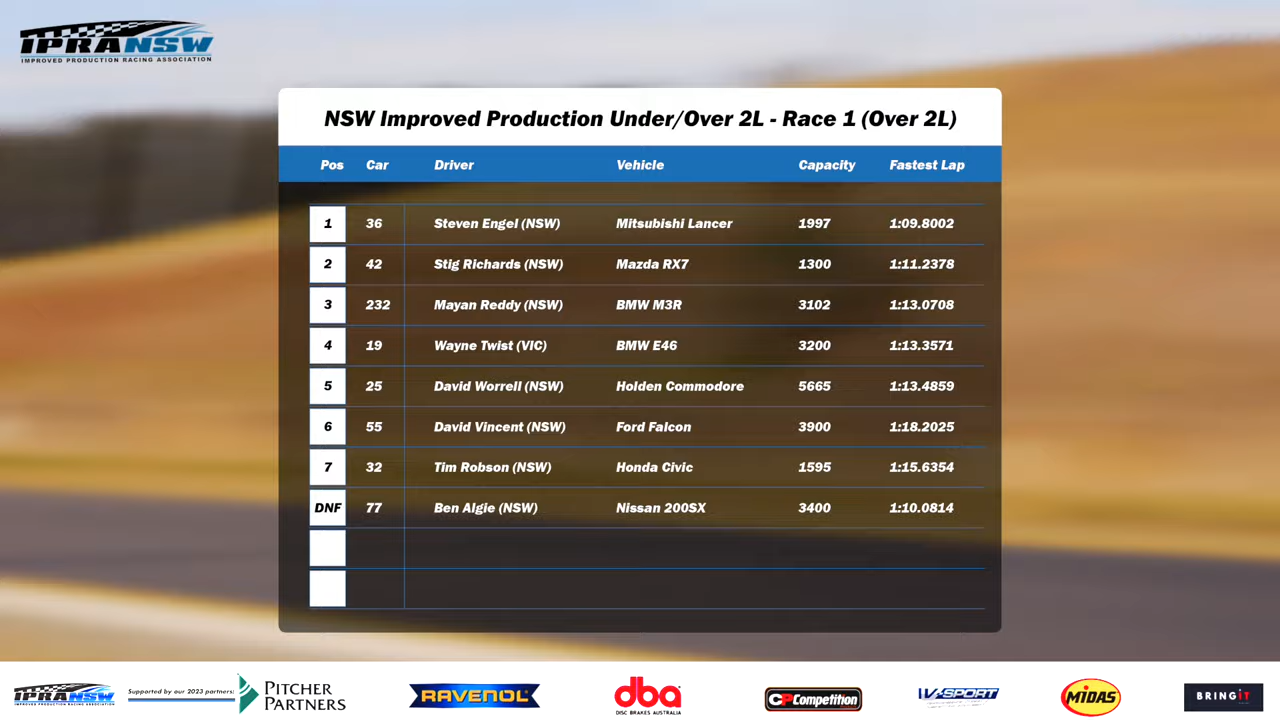 IPRANSW
IMPROVED PRODUCTION RACING ASSOCIATION
NSW Improved Production Under/Over 2L - Race 1 (Over 2L)
Pos Car Driver Vehicle Capacity Fastest Lap
1 36 Steven Engel (NSW) Mitsubishi Lancer 1997 1:09.8002
2 42 Stig Richards (NSW) Mazda RX7 1300 1:11.2378
3 232 Mayan Reddy (NSW) BMW M3R 3102 1:13.0708
4 19 Wayne Twist (VIC) BMW E46 3200 1:13.3571
5 25 David Worrell (NSW) Holden Commodore 5665 1:13.4859
6 55 David Vincent (NSW) Ford Falcon 3900 1:18.2025
7 32 Tim Robson (NSW) Honda Civic 1595 1:15.6354
DNF 77 Ben Algie (NSW) Nissan 200SX 3400 1:10.0814
IPRANSW
IMPROVED PRODUCTION RACING ASSOCIATION
Supported by our 2023 partners:
PITCHER
PARTNERS
RAVENOL
dba
DISC BRAKES AUSTRALIA
CPCompetition
W-SPORT
MIDAS
BRINGIT